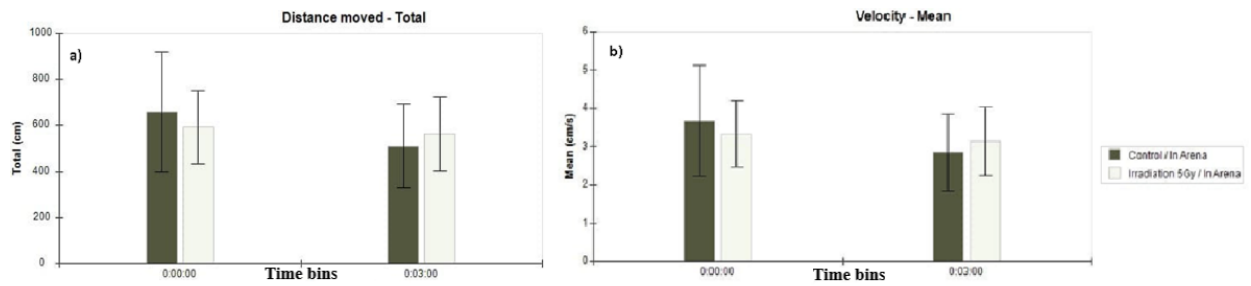 Distance moved - Total
a)
1000
800
600
400
200
0
Total (cm)
0:00:00
Time bins
0:03:00
Velocity - Mean
b)
6
5
4
3
2
1
0
Mean (cm/s)
0:00:00
Time bins
0:03:00
Control / In Arena
Irradiation 5Gy / In Arena